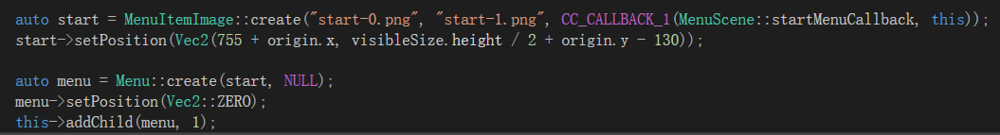 auto start = MenuItemImage::create("start-0.png", "start-1.png", CC_CALLBACK_1(MenuScene::startMenuCallback, this));
start->setPosition(Vec2(755 + origin.x, visibleSize.height / 2 + origin.y - 130));
auto menu = Menu::create(start, NULL);
menu->setPosition(Vec2::ZERO);
this->addChild(menu, 1);